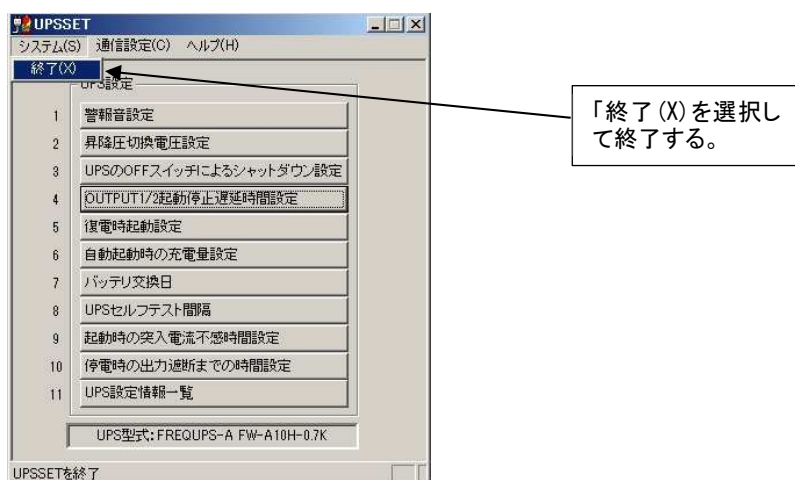 UPSSET
システム(S) 通信設定(C) ヘルプ(H)
終了(X)
UPS設定
1 警報音設定
2 昇降圧切換電圧設定
3 UPSのOFFスイッチによるシャットダウン設定
4 OUTPUT1/2起動停止遅延時間設定
5 復電時起動設定
6 自動起動時の充電量設定
7 バッテリ交換日
8 UPSセルフテスト間隔
9 起動時の突入電流不感時間設定
10 停電時の出力遮断までの時間設定
11 UPS設定情報一覧
UPS型式:FREQUPS-A FW-A10H-0.7K
UPSSETを終了
「終了(X)を選択し
て終了する。